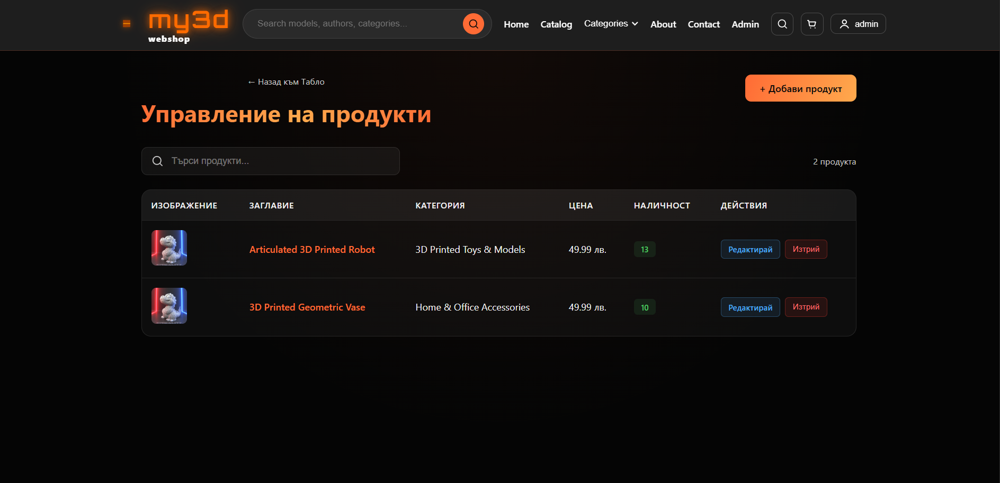 my3d
webshop
Search models, authors, categories...
Home
Catalog
Categories
About
Contact
Admin
admin
← Назад към Табло
+ Добави продукт
Управление на продукти
Търси продукти...
2 продукта
ИЗОБРАЖЕНИЕ ЗАГЛАВИЕ КАТЕГОРИЯ ЦЕНА НАЛИЧНОСТ ДЕЙСТВИЯ
Articulated 3D Printed Robot 3D Printed Toys & Models 49.99 лв. 13 Редактирай Изтрий
3D Printed Geometric Vase Home & Office Accessories 49.99 лв. 10 Редактирай Изтрий